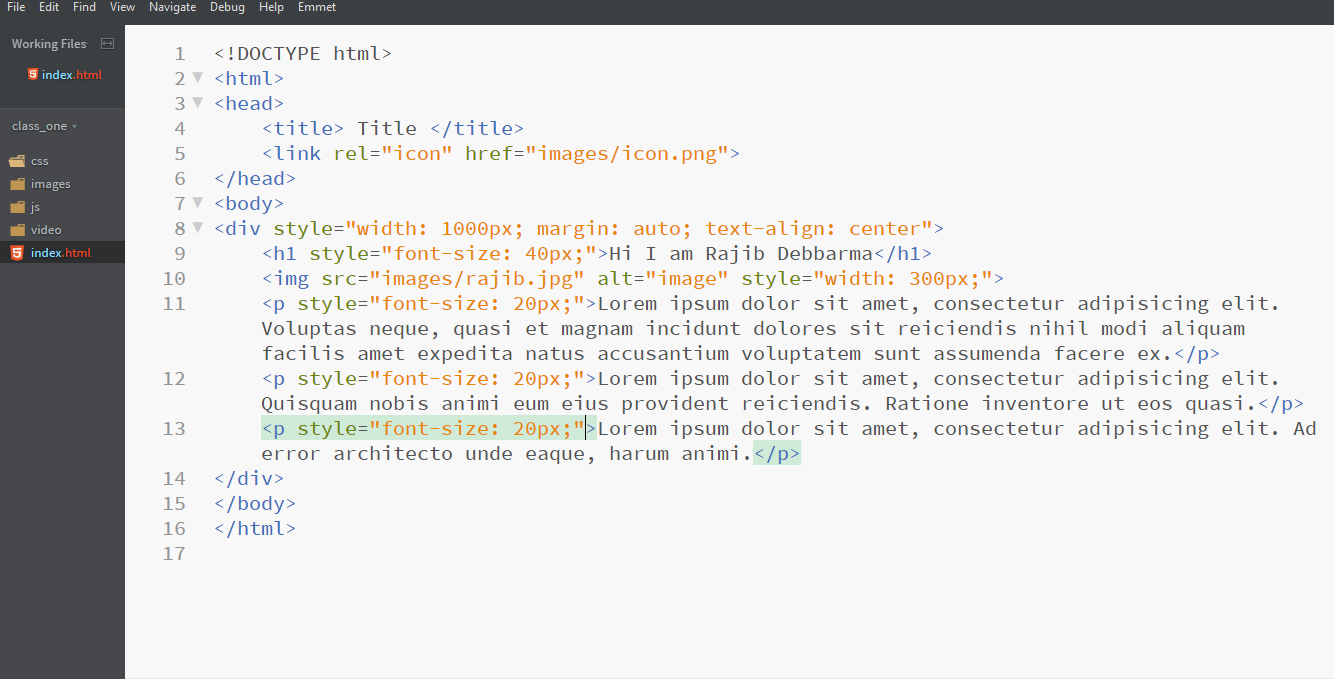 File Edit Find View Navigate Debug Help Emmet
Working Files
index.html
class_one
css
images
js
video
index.html
1 <!DOCTYPE html>
2 <html>
3 <head>
4 <title> Title </title>
5 <link rel="icon" href="images/icon.png">
6 </head>
7 <body>
8 <div style="width: 1000px; margin: auto; text-align: center">
9 <h1 style="font-size: 40px;">Hi I am Rajib Debbarma</h1>
10 <img src="images/rajib.jpg" alt="image" style="width: 300px;">
11 <p style="font-size: 20px;">Lorem ipsum dolor sit amet, consectetur adipisicing elit.
Voluptas neque, quasi et magnam incidunt dolores sit reiciendis nihil modi aliquam
facilis amet expedita natus accusantium voluptatem sunt assumenda facere ex.</p>
12 <p style="font-size: 20px;">Lorem ipsum dolor sit amet, consectetur adipisicing elit.
Quisquam nobis animi eum eius provident reiciendis. Ratione inventore ut eos quasi.</p>
13 <p style="font-size: 20px;">Lorem ipsum dolor sit amet, consectetur adipisicing elit. Ad
error architecto unde eaque, harum animi.</p>
14 </div>
15 </body>
16 </html>
17